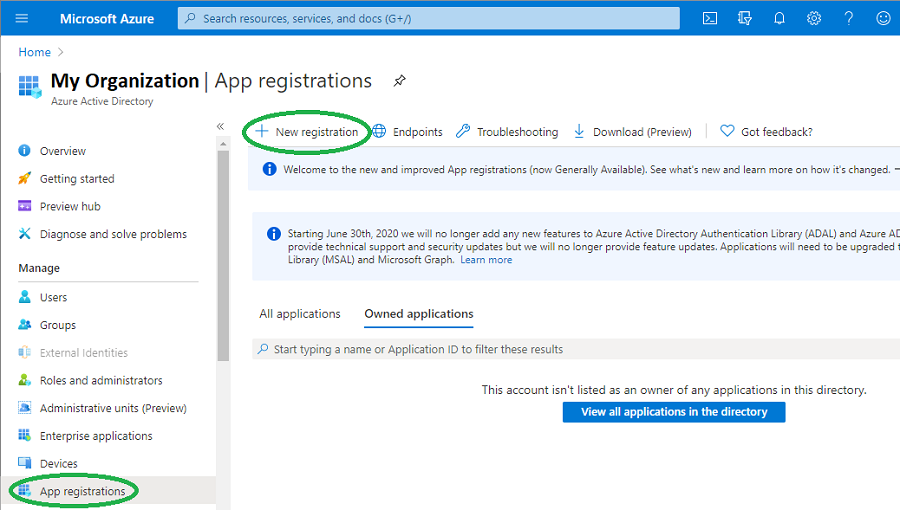 Microsoft Azure
Search resources, services, and docs (G+/)
Home
My Organization | App registrations
Azure Active Directory
Overview
Getting started
Preview hub
Diagnose and solve problems
Manage
Users
Groups
External Identities
Roles and administrators
Administrative units (Preview)
Enterprise applications
Devices
App registrations
New registration
Endpoints
Troubleshooting
Download (Preview)
Got feedback?
Welcome to the new and improved App registrations (now Generally Available). See what's new and learn more on how it's changed.
Starting June 30th, 2020 we will no longer add any new features to Azure Active Directory Authentication Library (ADAL) and Azure AD
provide technical support and security updates but we will no longer provide feature updates. Applications will need to be upgraded t
Library (MSAL) and Microsoft Graph. Learn more
All applications
Owned applications
Start typing a name or Application ID to filter these results
This account isn't listed as an owner of any applications in this directory.
View all applications in the directory